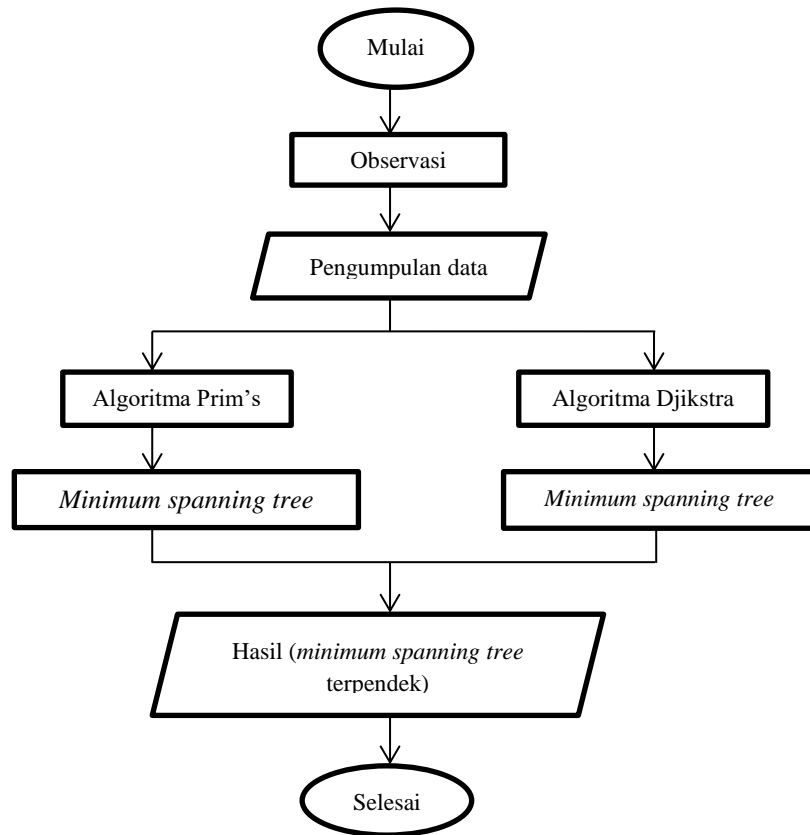 Mulai
Observasi
Pengumpulan data
Algoritma Prim’s
Algoritma Djikstra
Minimum spanning tree
Minimum spanning tree
Hasil (minimum spanning tree
terpendek)
Selesai